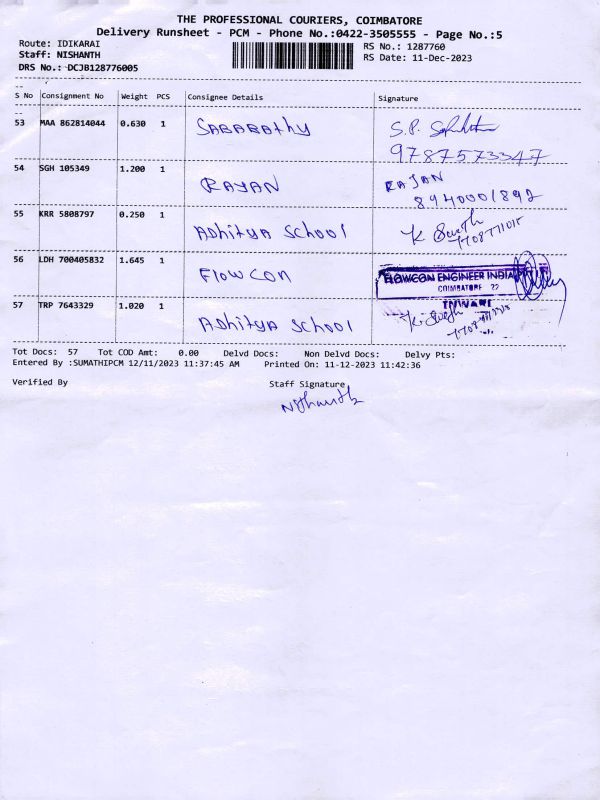 THE PROFESSIONAL COURIERS, COIMBATORE
Delivery Runsheet - PCM - Phone No.:0422-3505555 - Page No.:5
Route: IDIKARAI RS No.: 1287760
Staff: NISHANTH RS Date: 11-Dec-2023
DRS No.: DCJB128776005
S No Consignment No Weight PCS Consignee Details Signature
53 MAA 862814044 0.630 1 SABARAthy S.P.
9787573347
54 SGH 105349 1.200 1 RAYAN RAJAN
8940001892
55 KRR 5808797 0.250 1 ADhitya School K
56 LDH 700405832 1.645 1 Flowcon FLOWCON ENGINEER INDIA
COIMBATORE 22
57 TRP 7643329 1.020 1 ADhitya School
Tot Docs: 57 Tot COD Amt: 0.00 Delvd Docs: Non Delvd Docs: Delvy Pts:
Entered By :SUMATHIPCM 12/11/2023 11:37:45 AM Printed On: 11-12-2023 11:42:36
Verified By Staff Signature
Nishanth